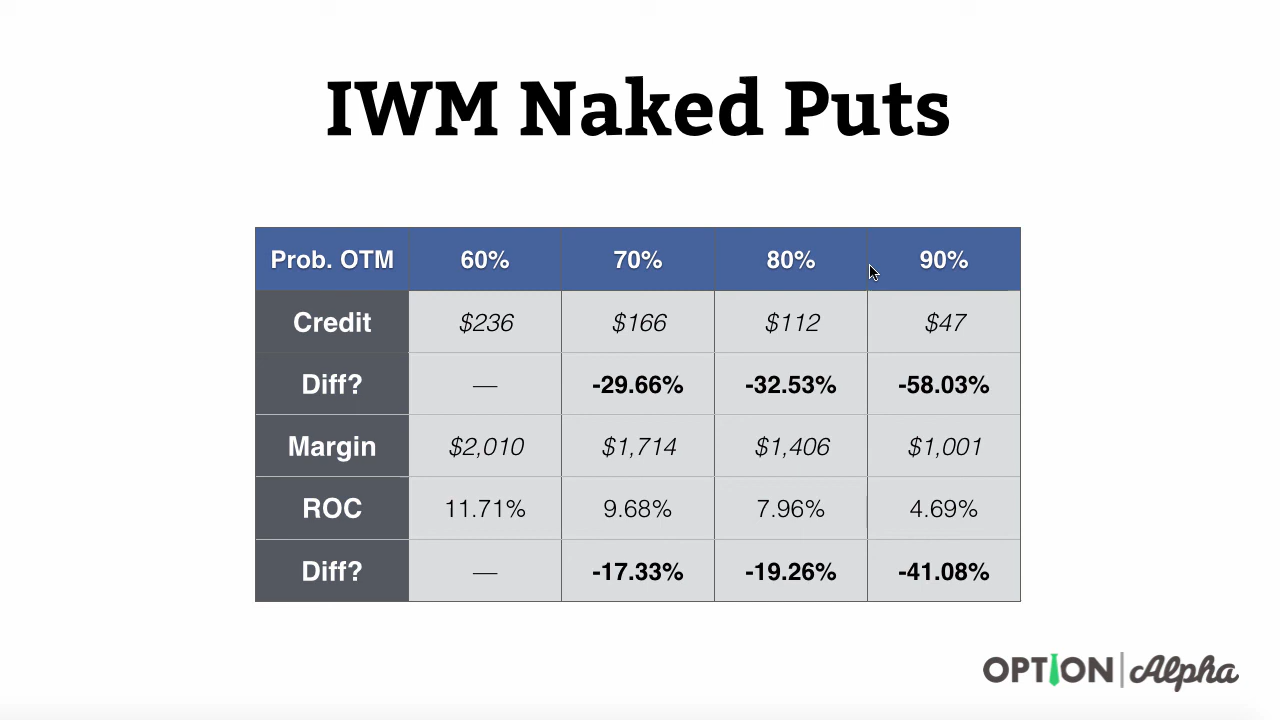 IWM Naked Puts
Prob. OTM 60% 70% 80% 90%
Credit $236 $166 $112 $47
Diff? — -29.66% -32.53% -58.03%
Margin $2,010 $1,714 $1,406 $1,001
ROC 11.71% 9.68% 7.96% 4.69%
Diff? — -17.33% -19.26% -41.08%
OPTION | Alpha